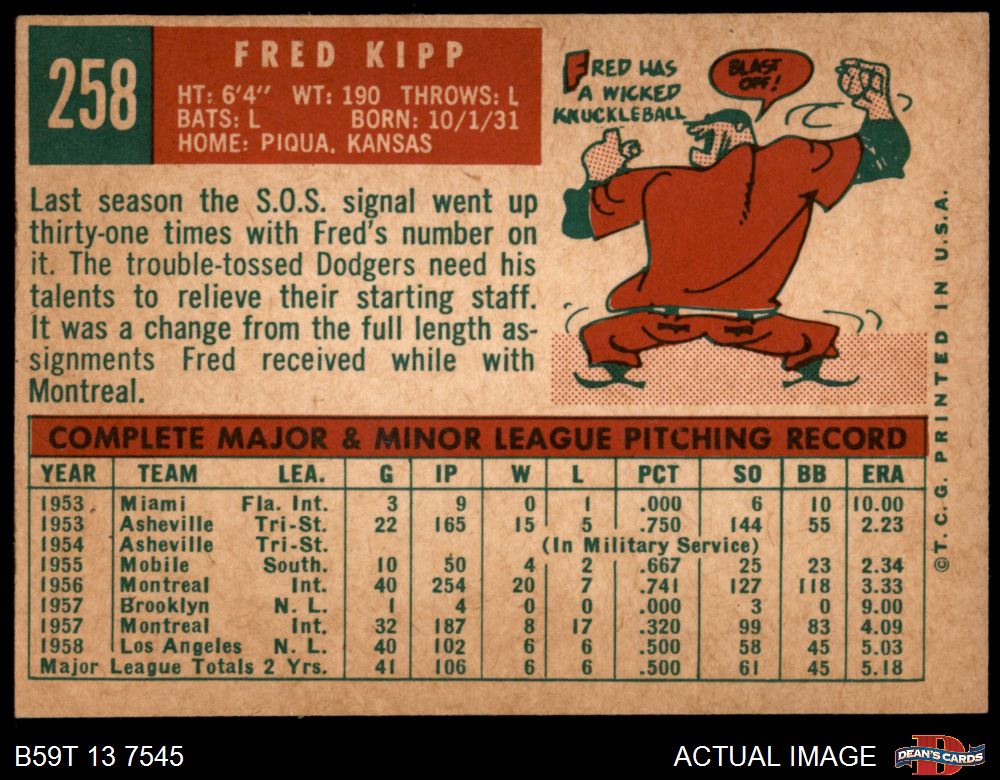 258
FRED KIPP
HT: 6'4" WT: 190 THROWS: L
BATS: L BORN: 10/1/31
HOME: PIQUA, KANSAS
FRED HAS
A WICKED
KNUCKLEBALL
BLAST
OFF!
Last season the S.O.S. signal went up
thirty-one times with Fred's number on
it. The trouble-tossed Dodgers need his
talents to relieve their starting staff.
It was a change from the full length as-
signments Fred received while with
Montreal.
COMPLETE MAJOR & MINOR LEAGUE PITCHING RECORD
YEAR TEAM LEA. G IP W L PCT SO BB ERA
1953 Miami Fla. Int. 3 9 0 1 .000 6 10 10.00
1953 Asheville Tri-St. 22 165 15 5 .750 144 55 2.23
1954 Asheville Tri-St. (In Military Service)
1955 Mobile South. 10 50 4 2 .667 25 23 2.34
1956 Montreal Int. 40 254 20 7 .741 127 118 3.33
1957 Brooklyn N. L. 1 4 0 0 .000 3 0 9.00
1957 Montreal Int. 32 187 8 17 .320 99 83 4.09
1958 Los Angeles N. L. 40 102 6 6 .500 58 45 5.03
Major League Totals 2 Yrs. 41 106 6 6 .500 61 45 5.18
© T. C. G. PRINTED IN U.S.A.
B59T 13 7545
ACTUAL IMAGE
D
DEAN'S CARDS